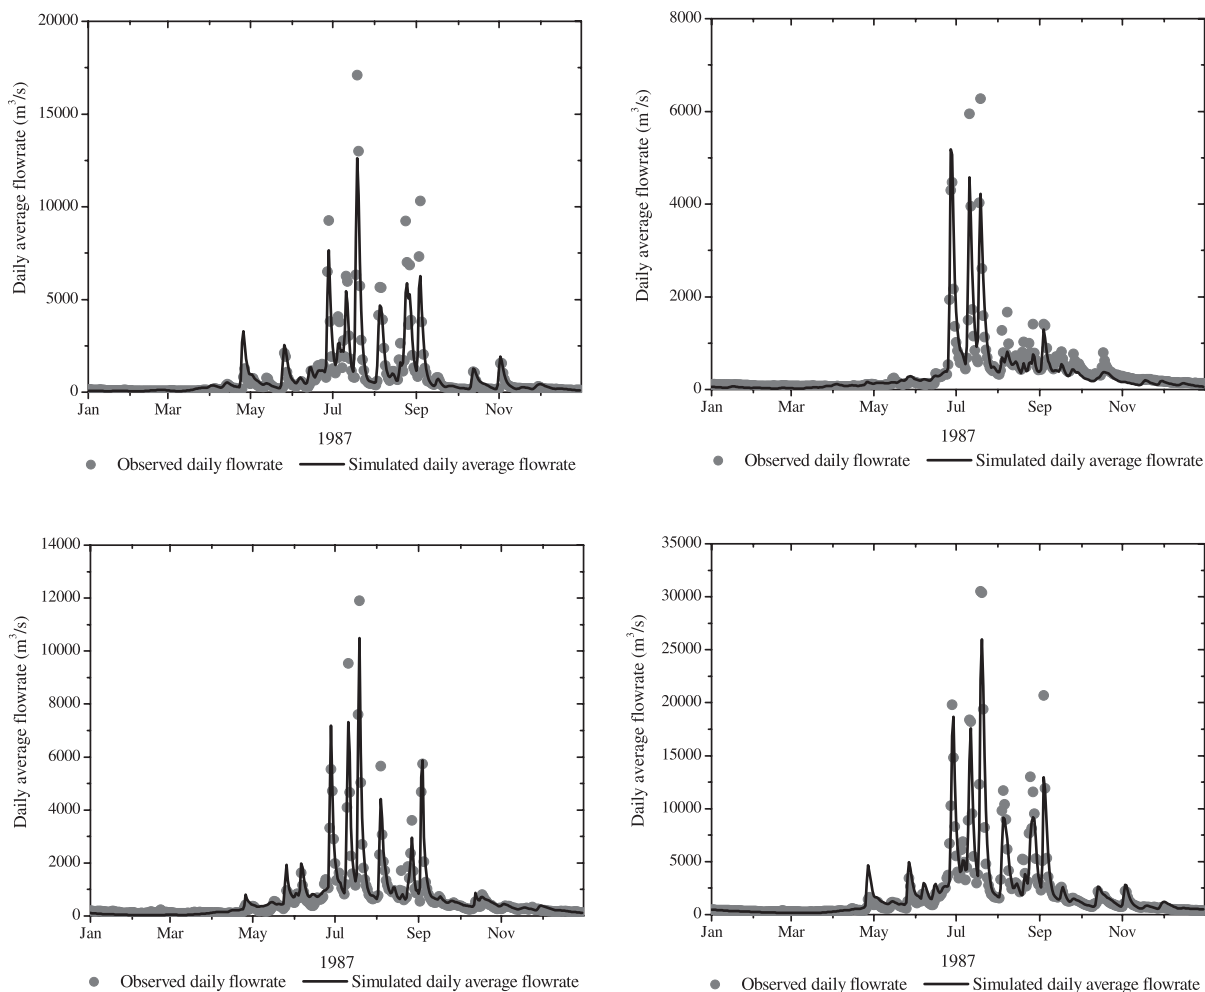 20000
15000
10000
5000
0
Daily average flowrate (m³/s)
Jan Mar May Jul Sep Nov
1987
Observed daily flowrate Simulated daily average flowrate
8000
6000
4000
2000
0
Daily average flowrate (m³/s)
Jan Mar May Jul Sep Nov
1987
Observed daily flowrate Simulated daily average flowrate
14000
12000
10000
8000
6000
4000
2000
0
Daily average flowrate (m³/s)
Jan Mar May Jul Sep Nov
1987
Observed daily flowrate Simulated daily average flowrate
35000
30000
25000
20000
15000
10000
5000
0
Daily average flowrate (m³/s)
Jan Mar May Jul Sep Nov
1987
Observed daily flowrate Simulated daily average flowrate